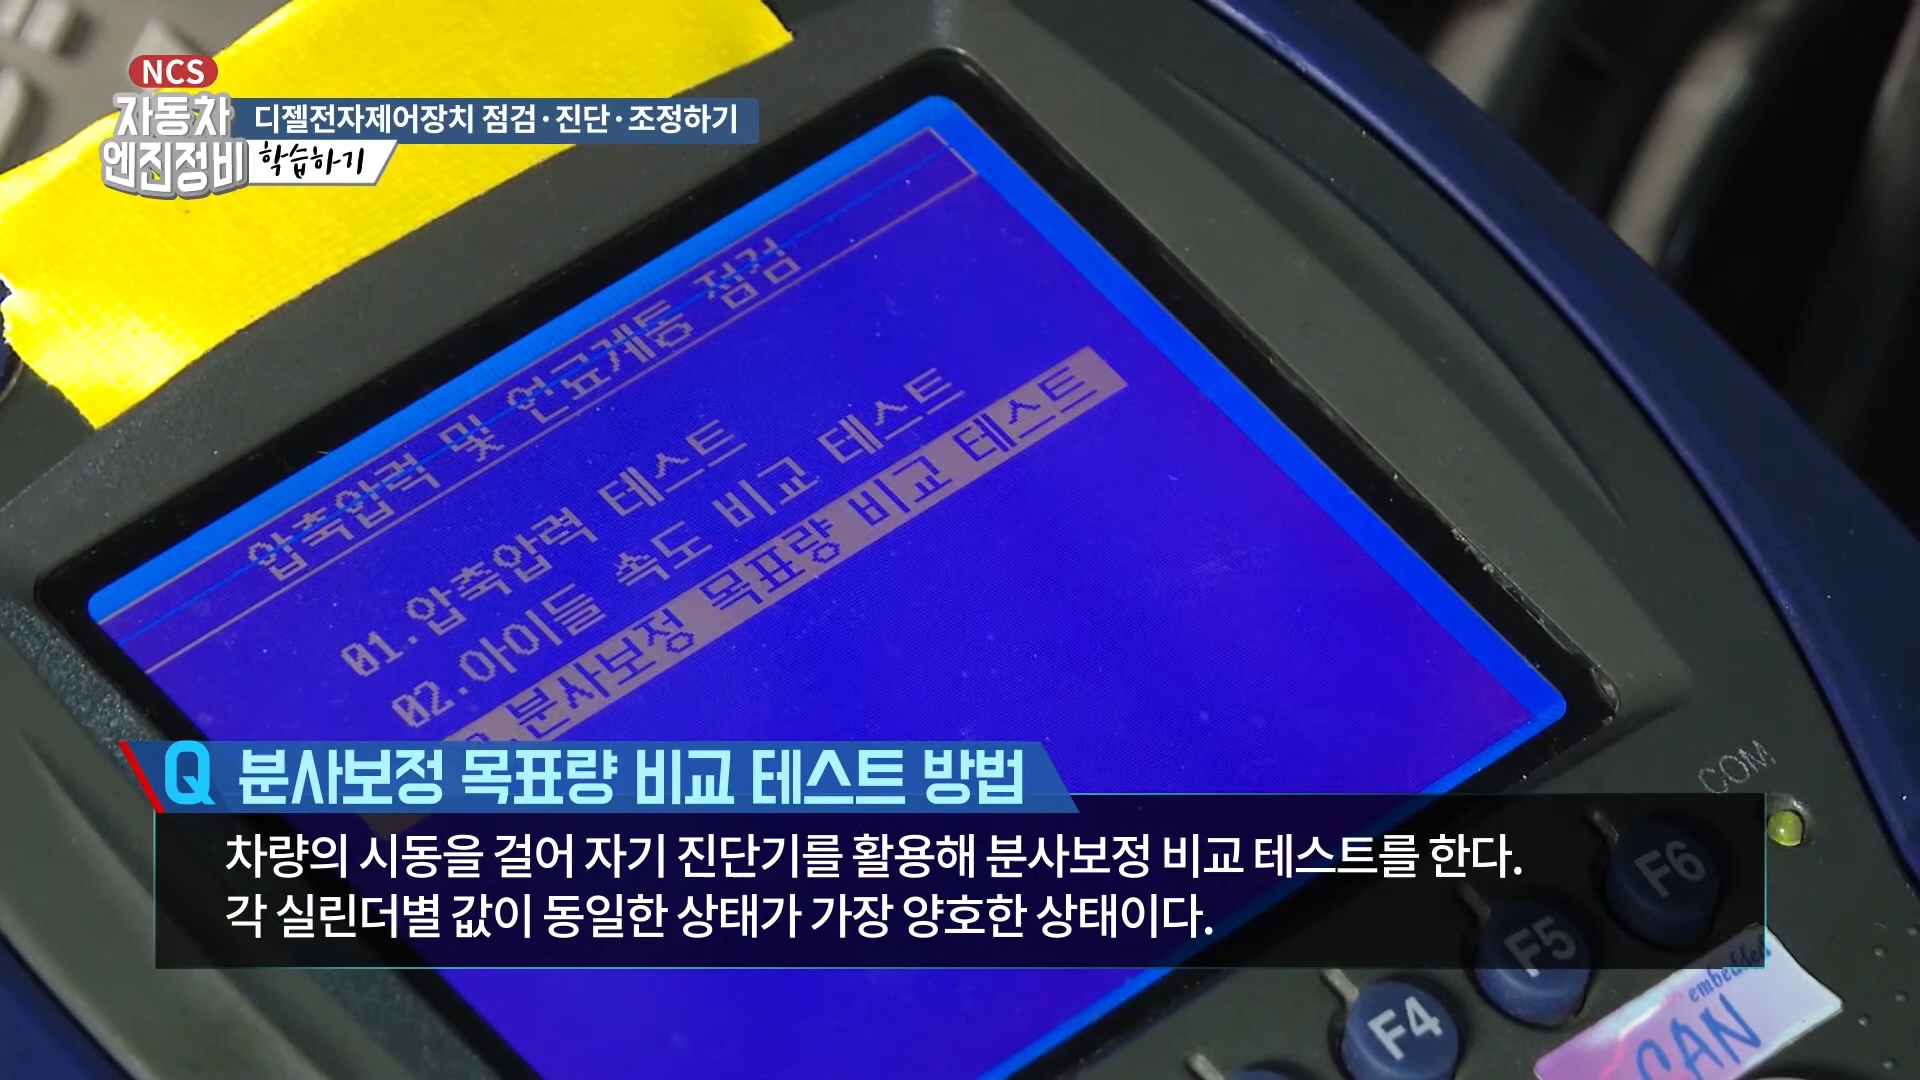 NCS
자동차
엔진정비
디젤전자제어장치 점검·진단·조정하기
학습하기
압축압력 및 연료계통 점검
01.압축압력 테스트
02.아이들 속도 비교 테스트
.분사보정 목표량 비교 테스트
Q 분사보정 목표량 비교 테스트 방법
차량의 시동을 걸어 자기 진단기를 활용해 분사보정 비교 테스트를 한다.
각 실린더별 값이 동일한 상태가 가장 양호한 상태이다.
COM
F6
F5
F4
embedded
CAN